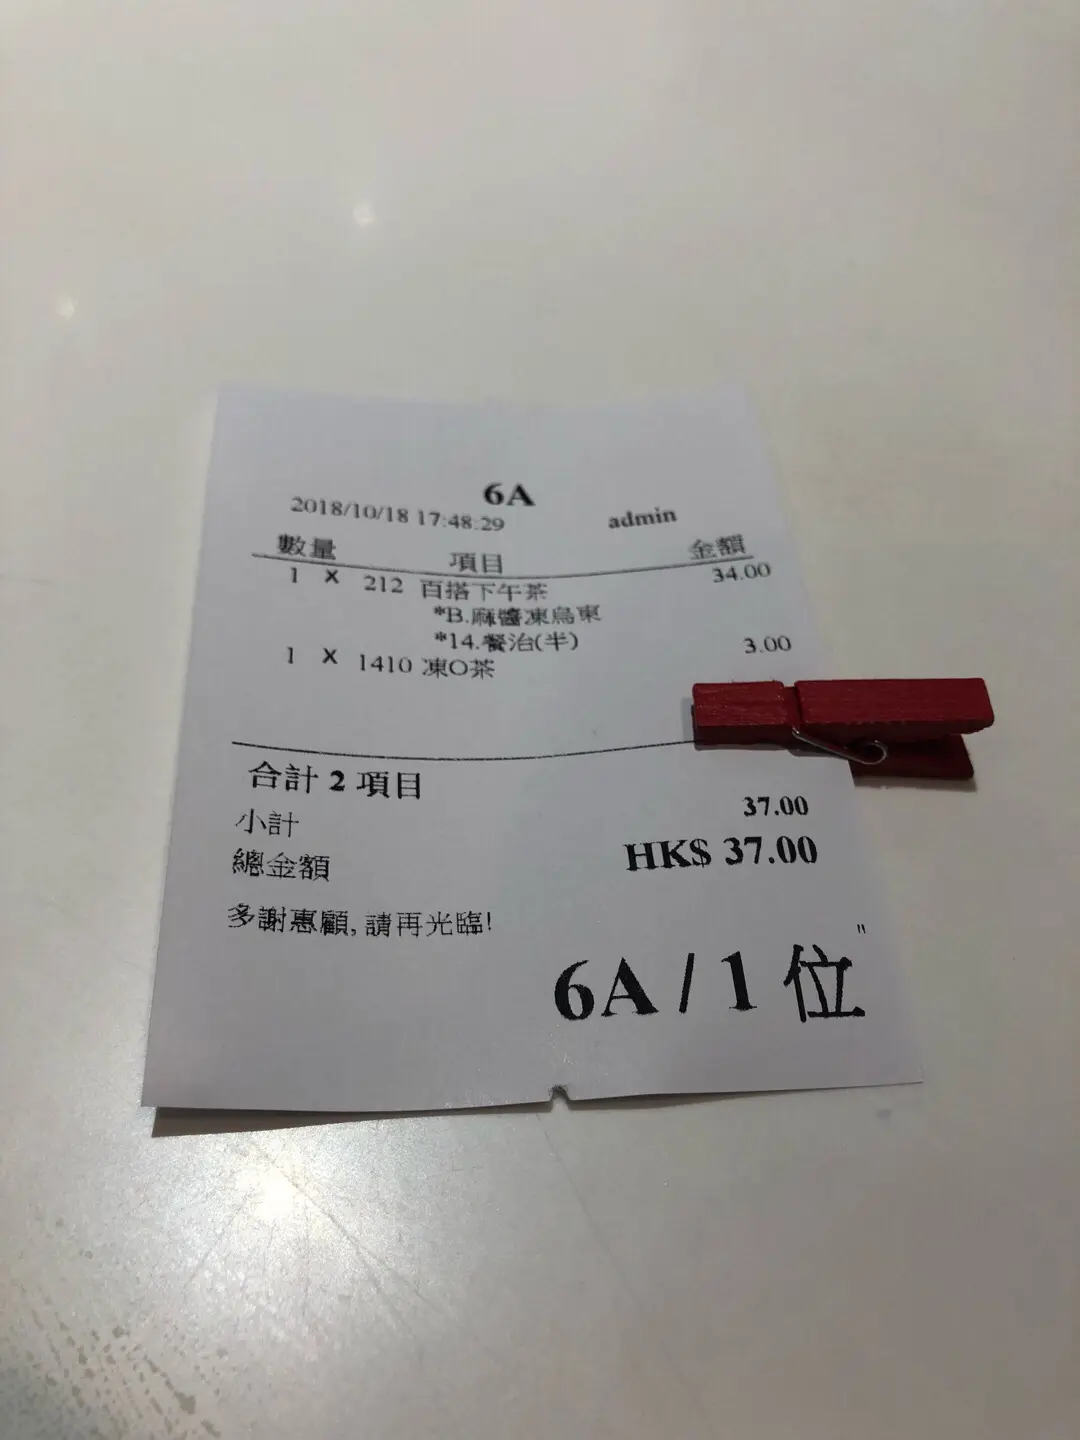 6A
2018/10/18 17:48:29 admin
數量 項目 金額
1 X 212 百搭下午茶 34.00
*B.麻醬凍烏東
*14.餐治(半)
1 X 1410 凍O茶 3.00
合計 2 項目
小計 37.00
總金額 HK$ 37.00
多謝惠顧, 請再光臨!
6A / 1 位"